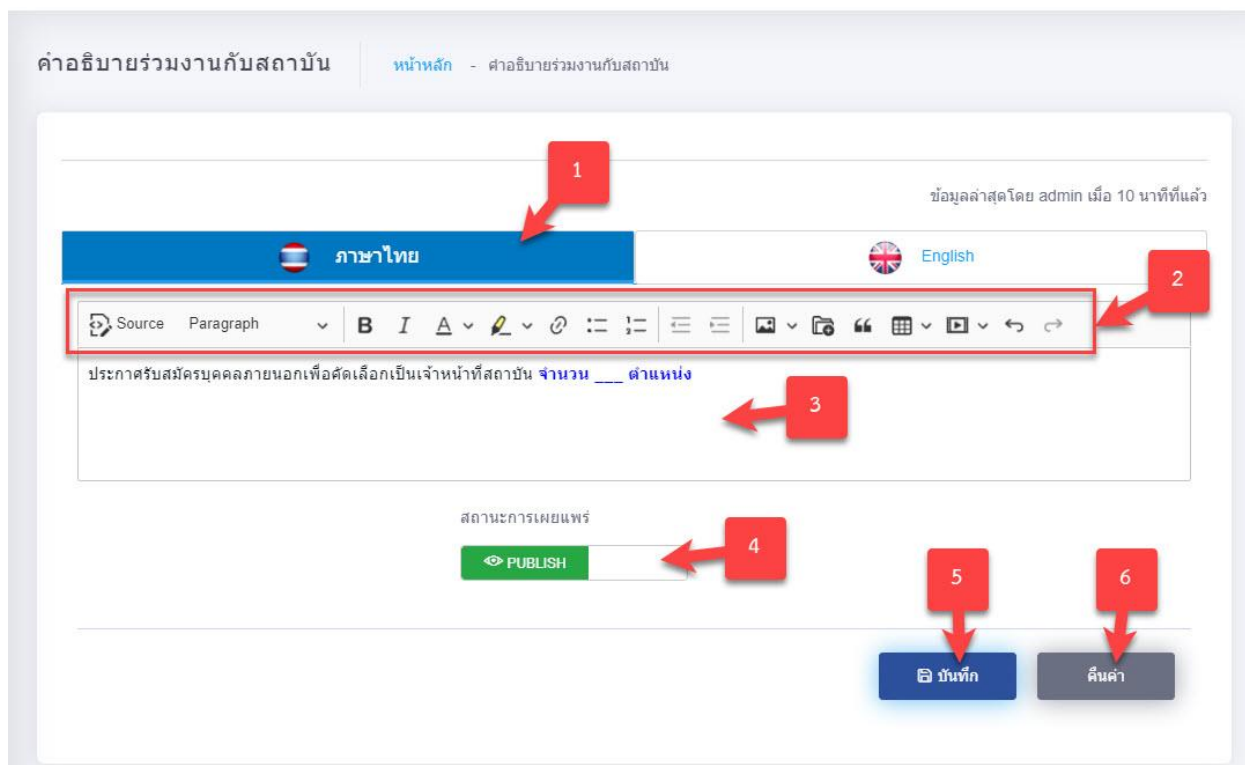 คำอธิบายร่วมงานกับสถาบัน หน้าหลัก - คำอธิบายร่วมงานกับสถาบัน
1
ข้อมูลล่าสุดโดย admin เมื่อ 10 นาทีที่แล้ว
ภาษาไทย English
2
Source Paragraph B I A
ประกาศรับสมัครบุคคลภายนอกเพื่อคัดเลือกเป็นเจ้าหน้าที่สถาบัน จำนวน ___ ตำแหน่ง
3
สถานะการเผยแพร่
4
PUBLISH
5 6
บันทึก คืนค่า